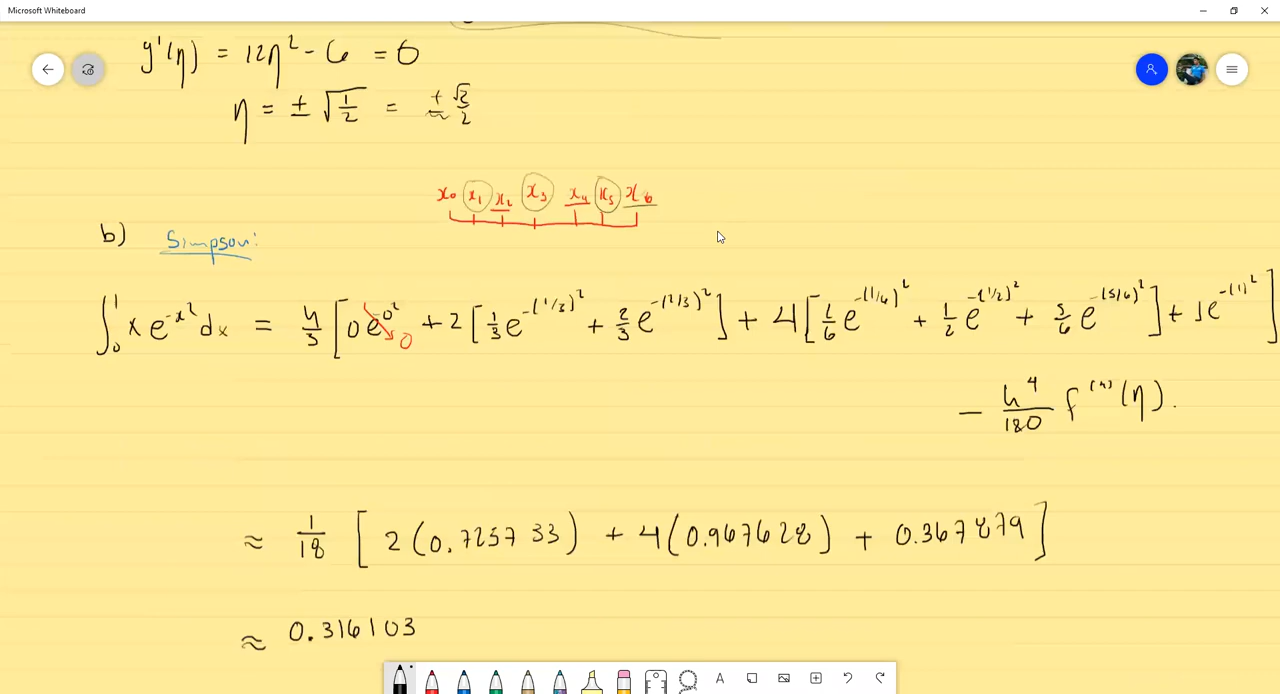 Microsoft Whiteboard
g'(η) = 12η² - 6 = 0
η = ± √(1/2) = ± √2/2
x₀ x₁ x₂ x₃ x₄ x₅ x₆
b) Simpson:
∫₀¹ x e^{-x²} dx = h/3 [ 0e^{-0²} 0 + 2 [ 1/3 e^{-(1/3)²} + 2/3 e^{-(2/3)²} ] + 4 [ 1/6 e^{-(1/6)²} + 1/2 e^{-(1/2)²} + 5/6 e^{-(5/6)²} ] + 1e^{-(1)²} ]
- h⁴/180 f⁽⁴⁾(η).
≈ 1/18 [ 2(0.725733) + 4(0.967628) + 0.367879 ]
≈ 0.316103